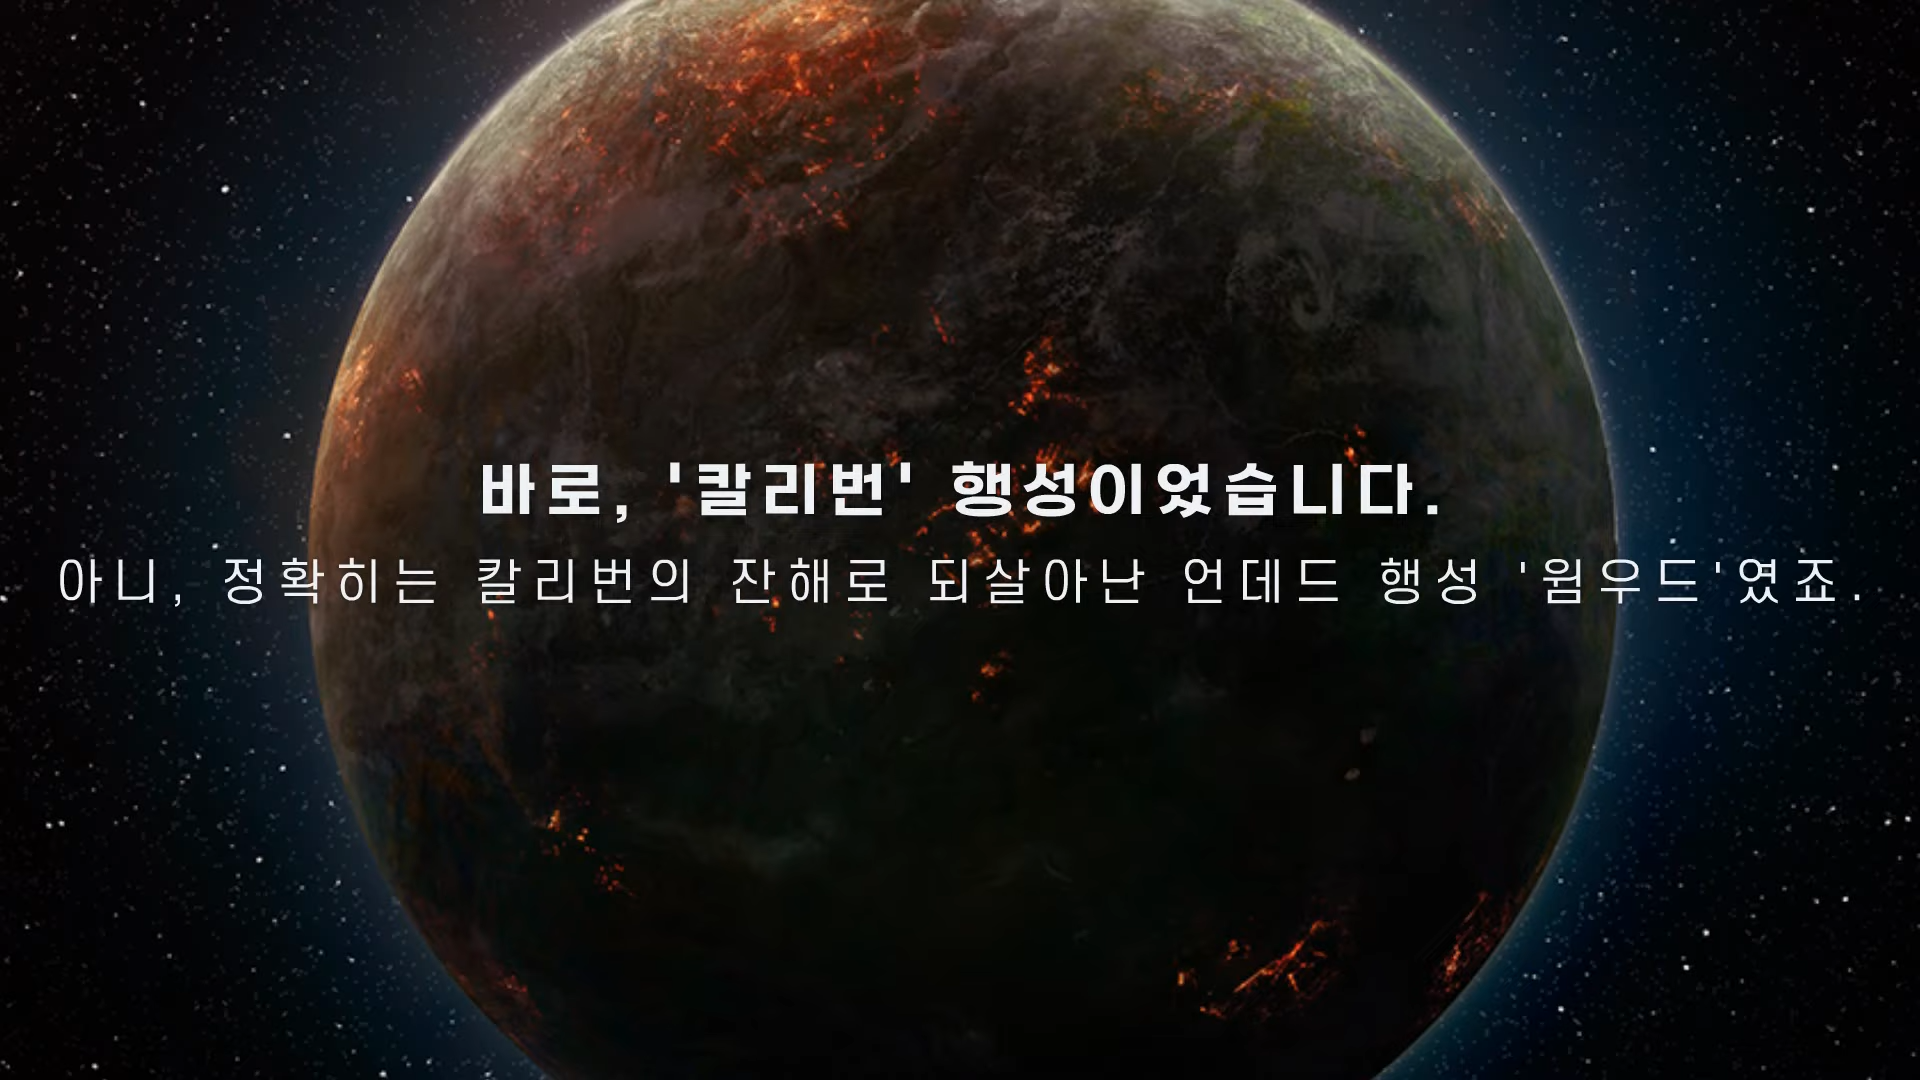 바로, '칼리번' 행성이었습니다.
아니, 정확히는 칼리번의 잔해로 되살아난 언데드 행성 '웜우드'였죠.